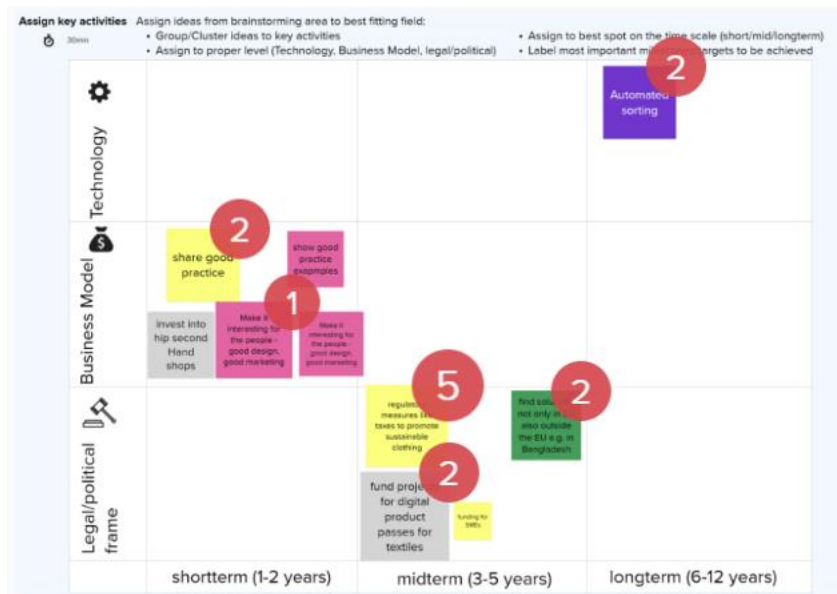 Assign key activities Assign ideas from brainstorming area to best fitting field:
30min
• Group/Cluster ideas to key activities
• Assign to proper level (Technology, Business Model, legal/political)
• Assign to best spot on the time scale (short/mid/longterm)
• Label most important targets to be achieved
Technology
2
Automated
sorting
Business Model
2
share good
practice
show good
practice
exapmples
1
invest into
hip second
Hand
shops
Make it
interesting for
the people -
good design,
good marketing
Make it
interesting for
the people -
good design,
good marketing
Legal/political
frame
5
measures
taxes to promote
sustainable
clothing
2
find
not only in
also outside
the EU e.g. in
Bangladesh
2
fund
for digital
product
passes for
textiles
funding for
SMEs
shortterm (1-2 years)
midterm (3-5 years)
longterm (6-12 years)